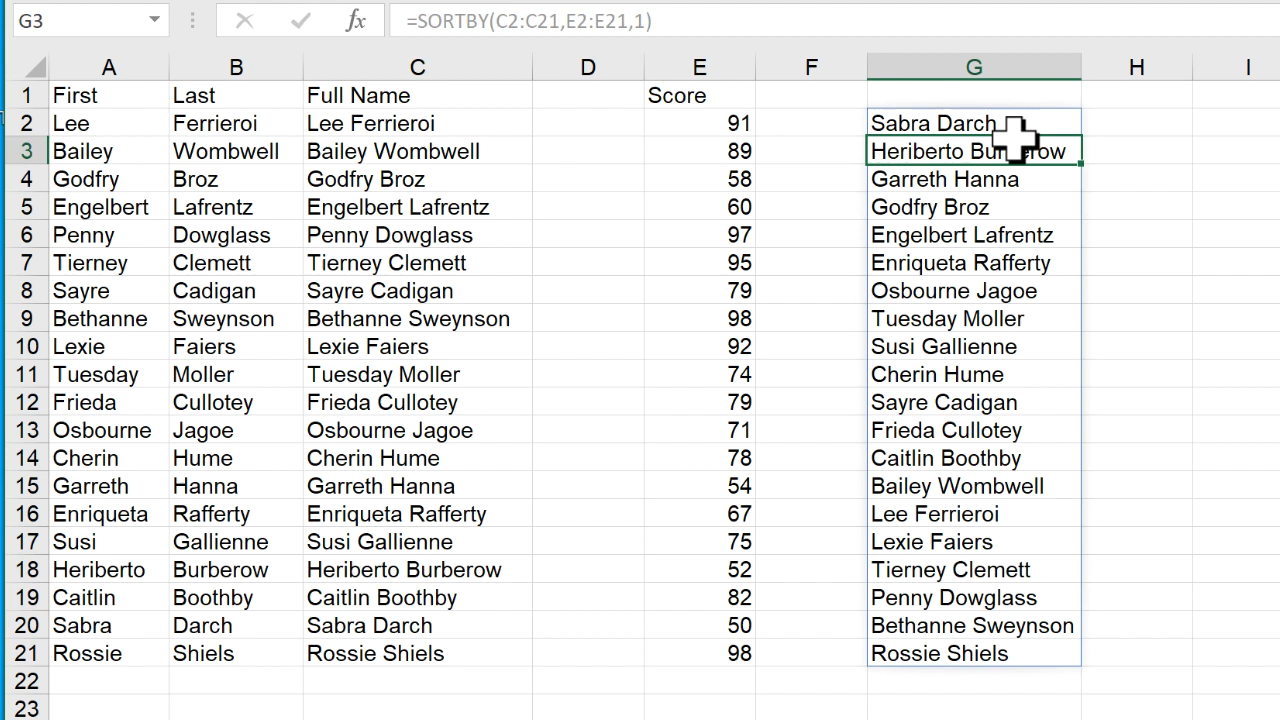 G3 fx =SORTBY(C2:C21,E2:E21,1)
A B C D E F G H I
1 First Last Full Name Score
2 Lee Ferrieroi Lee Ferrieroi 91 Sabra Darch
3 Bailey Wombwell Bailey Wombwell 89 Heriberto Burberow
4 Godfry Broz Godfry Broz 58 Garreth Hanna
5 Engelbert Lafrentz Engelbert Lafrentz 60 Godfry Broz
6 Penny Dowglass Penny Dowglass 97 Engelbert Lafrentz
7 Tierney Clemett Tierney Clemett 95 Enriqueta Rafferty
8 Sayre Cadigan Sayre Cadigan 79 Osbourne Jagoe
9 Bethanne Sweynson Bethanne Sweynson 98 Tuesday Moller
10 Lexie Faiers Lexie Faiers 92 Susi Gallienne
11 Tuesday Moller Tuesday Moller 74 Cherin Hume
12 Frieda Cullotey Frieda Cullotey 79 Sayre Cadigan
13 Osbourne Jagoe Osbourne Jagoe 71 Frieda Cullotey
14 Cherin Hume Cherin Hume 78 Caitlin Boothby
15 Garreth Hanna Garreth Hanna 54 Bailey Wombwell
16 Enriqueta Rafferty Enriqueta Rafferty 67 Lee Ferrieroi
17 Susi Gallienne Susi Gallienne 75 Lexie Faiers
18 Heriberto Burberow Heriberto Burberow 52 Tierney Clemett
19 Caitlin Boothby Caitlin Boothby 82 Penny Dowglass
20 Sabra Darch Sabra Darch 50 Bethanne Sweynson
21 Rossie Shiels Rossie Shiels 98 Rossie Shiels
22
23